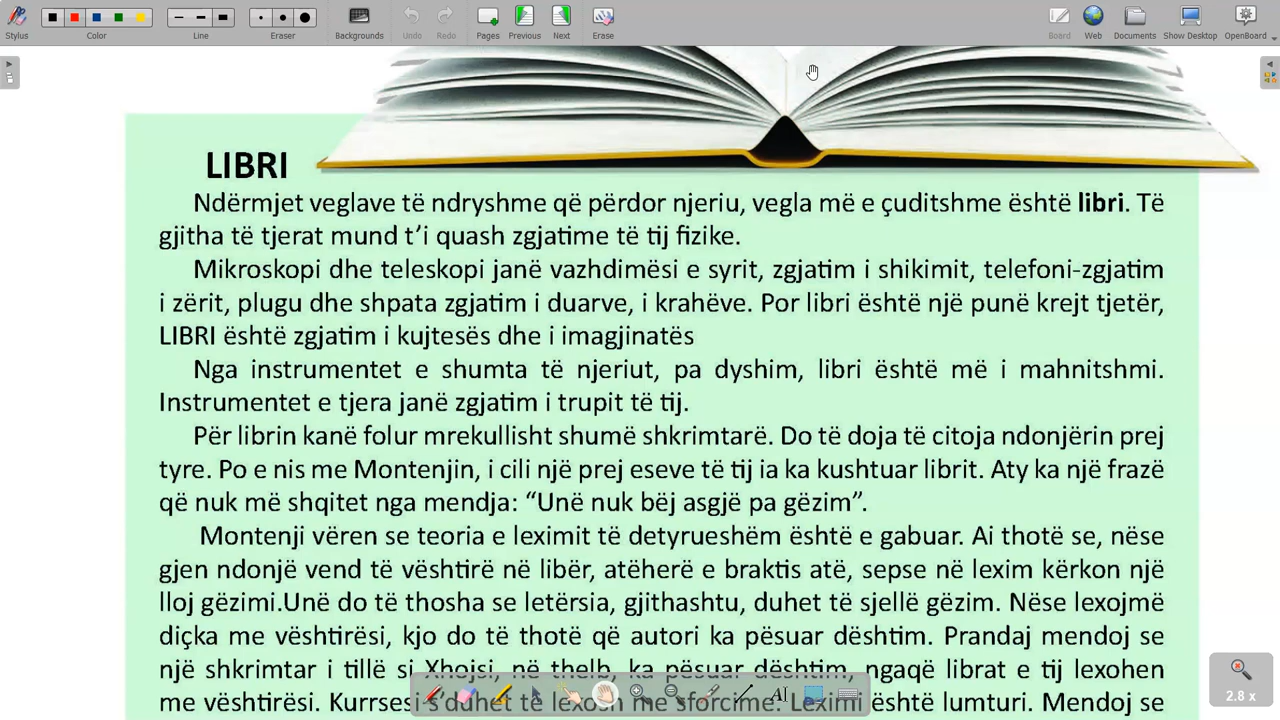 Stylus
Color
Line
Eraser
Backgrounds
Undo
Redo
Pages
Previous
Next
Erase
Board
Web
Documents
Show Desktop
OpenBoard
LIBRI
Ndërmjet veglave të ndryshme që përdor njeriu, vegla më e çuditshme është libri. Të
gjitha të tjerat mund t’i quash zgjatime të tij fizike.
Mikroskopi dhe teleskopi janë vazhdimësi e syrit, zgjatim i shikimit, telefoni-zgjatim
i zërit, plugu dhe shpata zgjatim i duarve, i krahëve. Por libri është një punë krejt tjetër,
LIBRI është zgjatim i kujtesës dhe i imagjinatës
Nga instrumentet e shumta të njeriut, pa dyshim, libri është më i mahnitshmi.
Instrumentet e tjera janë zgjatim i trupit të tij.
Për librin kanë folur mrekullisht shumë shkrimtarë. Do të doja të citoja ndonjërin prej
tyre. Po e nis me Montenjin, i cili një prej eseve të tij ia ka kushtuar librit. Aty ka një frazë
që nuk më shqitet nga mendja: “Unë nuk bëj asgjë pa gëzim”.
Montenji vëren se teoria e leximit të detyrueshëm është e gabuar. Ai thotë se, nëse
gjen ndonjë vend të vështirë në libër, atëherë e braktis atë, sepse në lexim kërkon një
lloj gëzimi.Unë do të thosha se letërsia, gjithashtu, duhet të sjellë gëzim. Nëse lexojmë
diçka me vështirësi, kjo do të thotë që autori ka pësuar dështim. Prandaj mendoj se
një shkrimtar i tillë si Xhojsi, në thelb, ka pësuar dështim, ngaqë librat e tij lexohen
me vështirësi. Kurrsesi s’duhet të lexosh me sforcime. Leximi është lumturi. Mendoj se
2.8 x